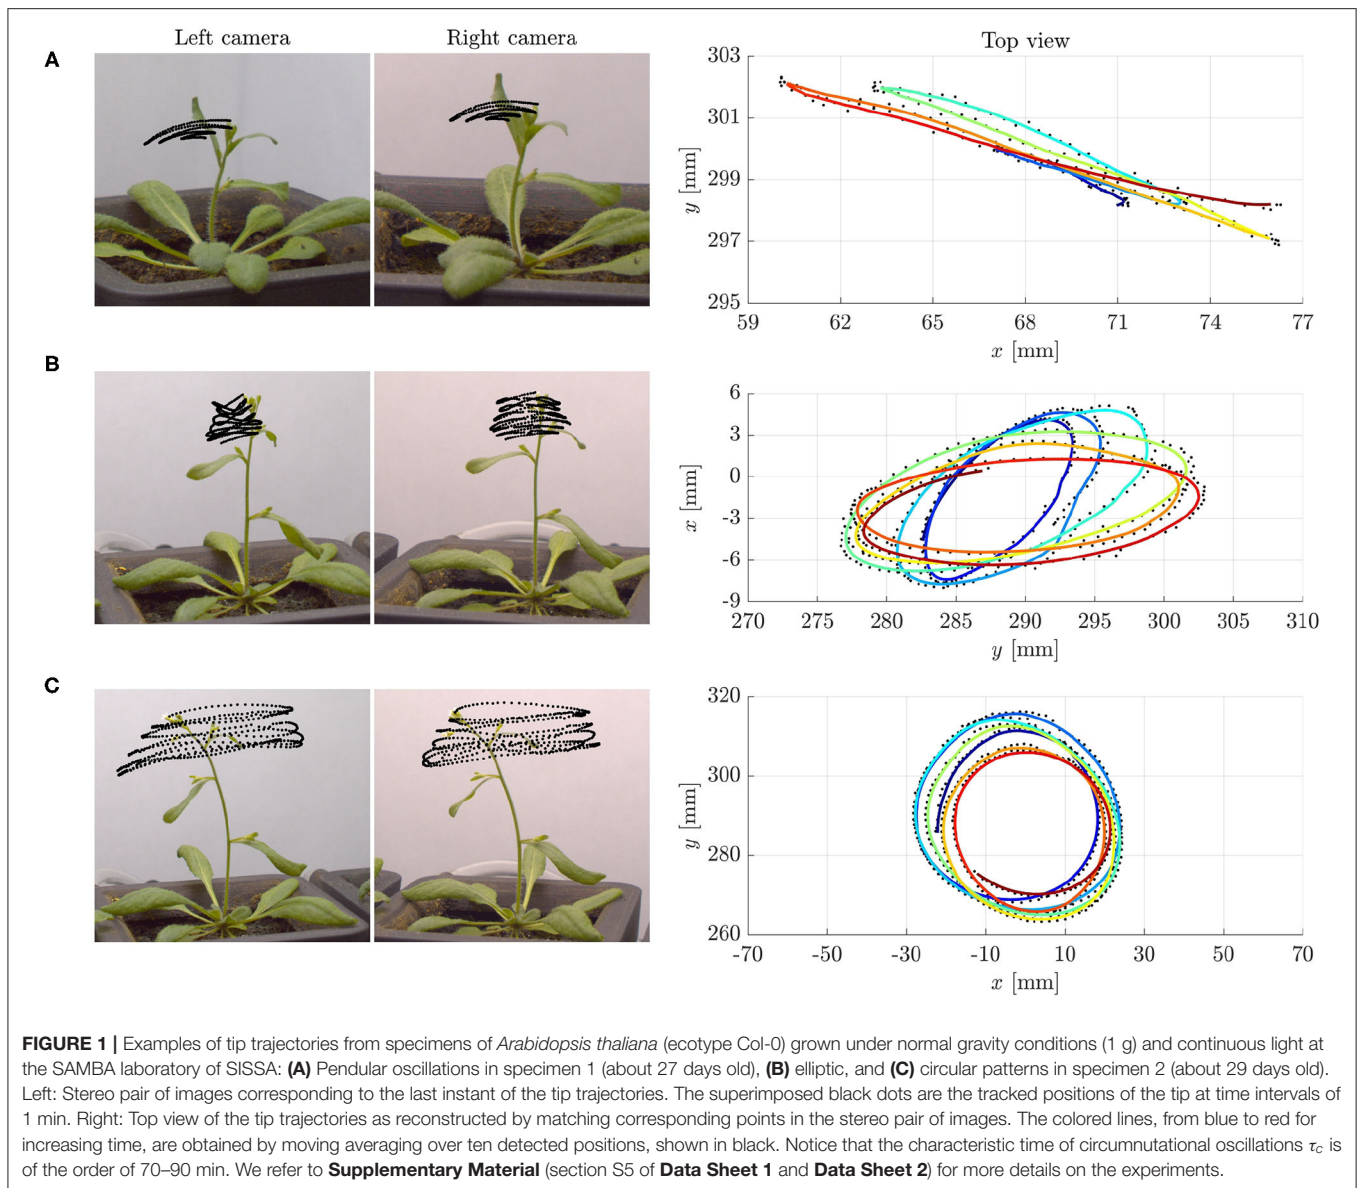 Left camera
Right camera
Top view
A
303
301
299
297
295
y [mm]
59 62 65 68 71 74 77
x [mm]
B
6
3
0
-3
-6
-9
x [mm]
270 275 280 285 290 295 300 305 310
y [mm]
C
320
300
280
260
y [mm]
-70 -50 -30 -10 10 30 50 70
x [mm]
FIGURE 1 | Examples of tip trajectories from specimens of Arabidopsis thaliana (ecotype Col-0) grown under normal gravity conditions (1 g) and continuous light at
the SAMBA laboratory of SISSA: (A) Pendular oscillations in specimen 1 (about 27 days old), (B) elliptic, and (C) circular patterns in specimen 2 (about 29 days old).
Left: Stereo pair of images corresponding to the last instant of the tip trajectories. The superimposed black dots are the tracked positions of the tip at time intervals of
1 min. Right: Top view of the tip trajectories as reconstructed by matching corresponding points in the stereo pair of images. The colored lines, from blue to red for
increasing time, are obtained by moving averaging over ten detected positions, shown in black. Notice that the characteristic time of circumnutational oscillations τc is
of the order of 70–90 min. We refer to Supplementary Material (section S5 of Data Sheet 1 and Data Sheet 2) for more details on the experiments.